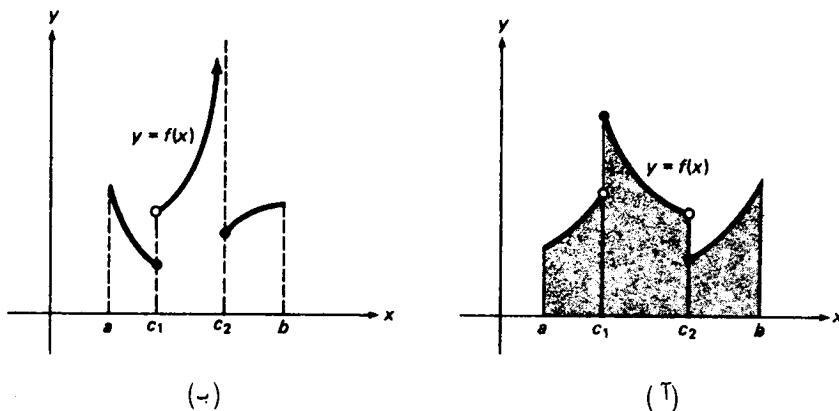 y
y = f(x)
a c₁ c₂ b x
(ب)
y
y = f(x)
a c₁ c₂ b x
(آ)